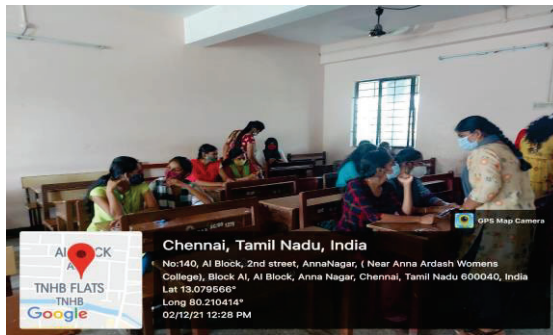 GPS Map Camera
Chennai, Tamil Nadu, India
No:140, AI Block, 2nd street, AnnaNagar, ( Near Anna Ardash Womens
College), Block AI, AI Block, Anna Nagar, Chennai, Tamil Nadu 600040, India
Lat 13.079566°
Long 80.210414°
02/12/21 12:28 PM
TNHB FLATS
TNHB
Google